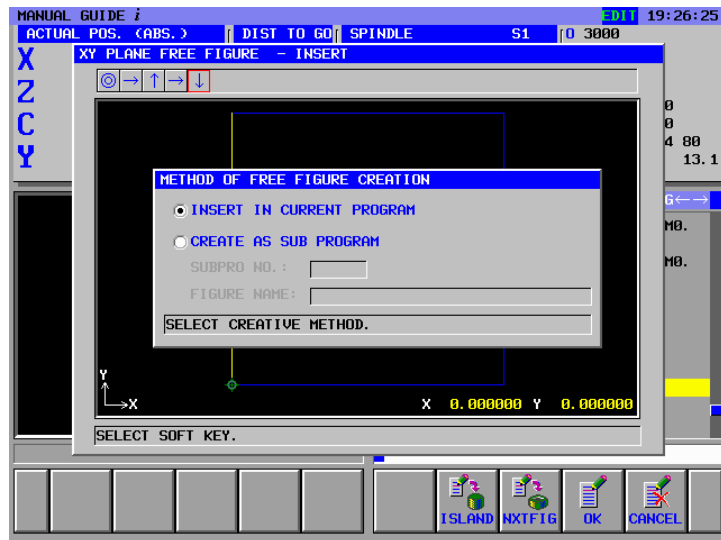 MANUAL GUIDE i EDIT 19:26:25
ACTUAL POS. (ABS.) DIST TO GO SPINDLE S1 O 3000
X
XY PLANE FREE FIGURE - INSERT
Z
0
C
0
4 80
Y
13.1
METHOD OF FREE FIGURE CREATION
G←→
INSERT IN CURRENT PROGRAM
M0.
CREATE AS SUB PROGRAM
SUBPRO NO.:
M0.
FIGURE NAME:
SELECT CREATIVE METHOD.
Y
→X
X 0.000000 Y 0.000000
SELECT SOFT KEY.
ISLAND NXTFIG OK CANCEL